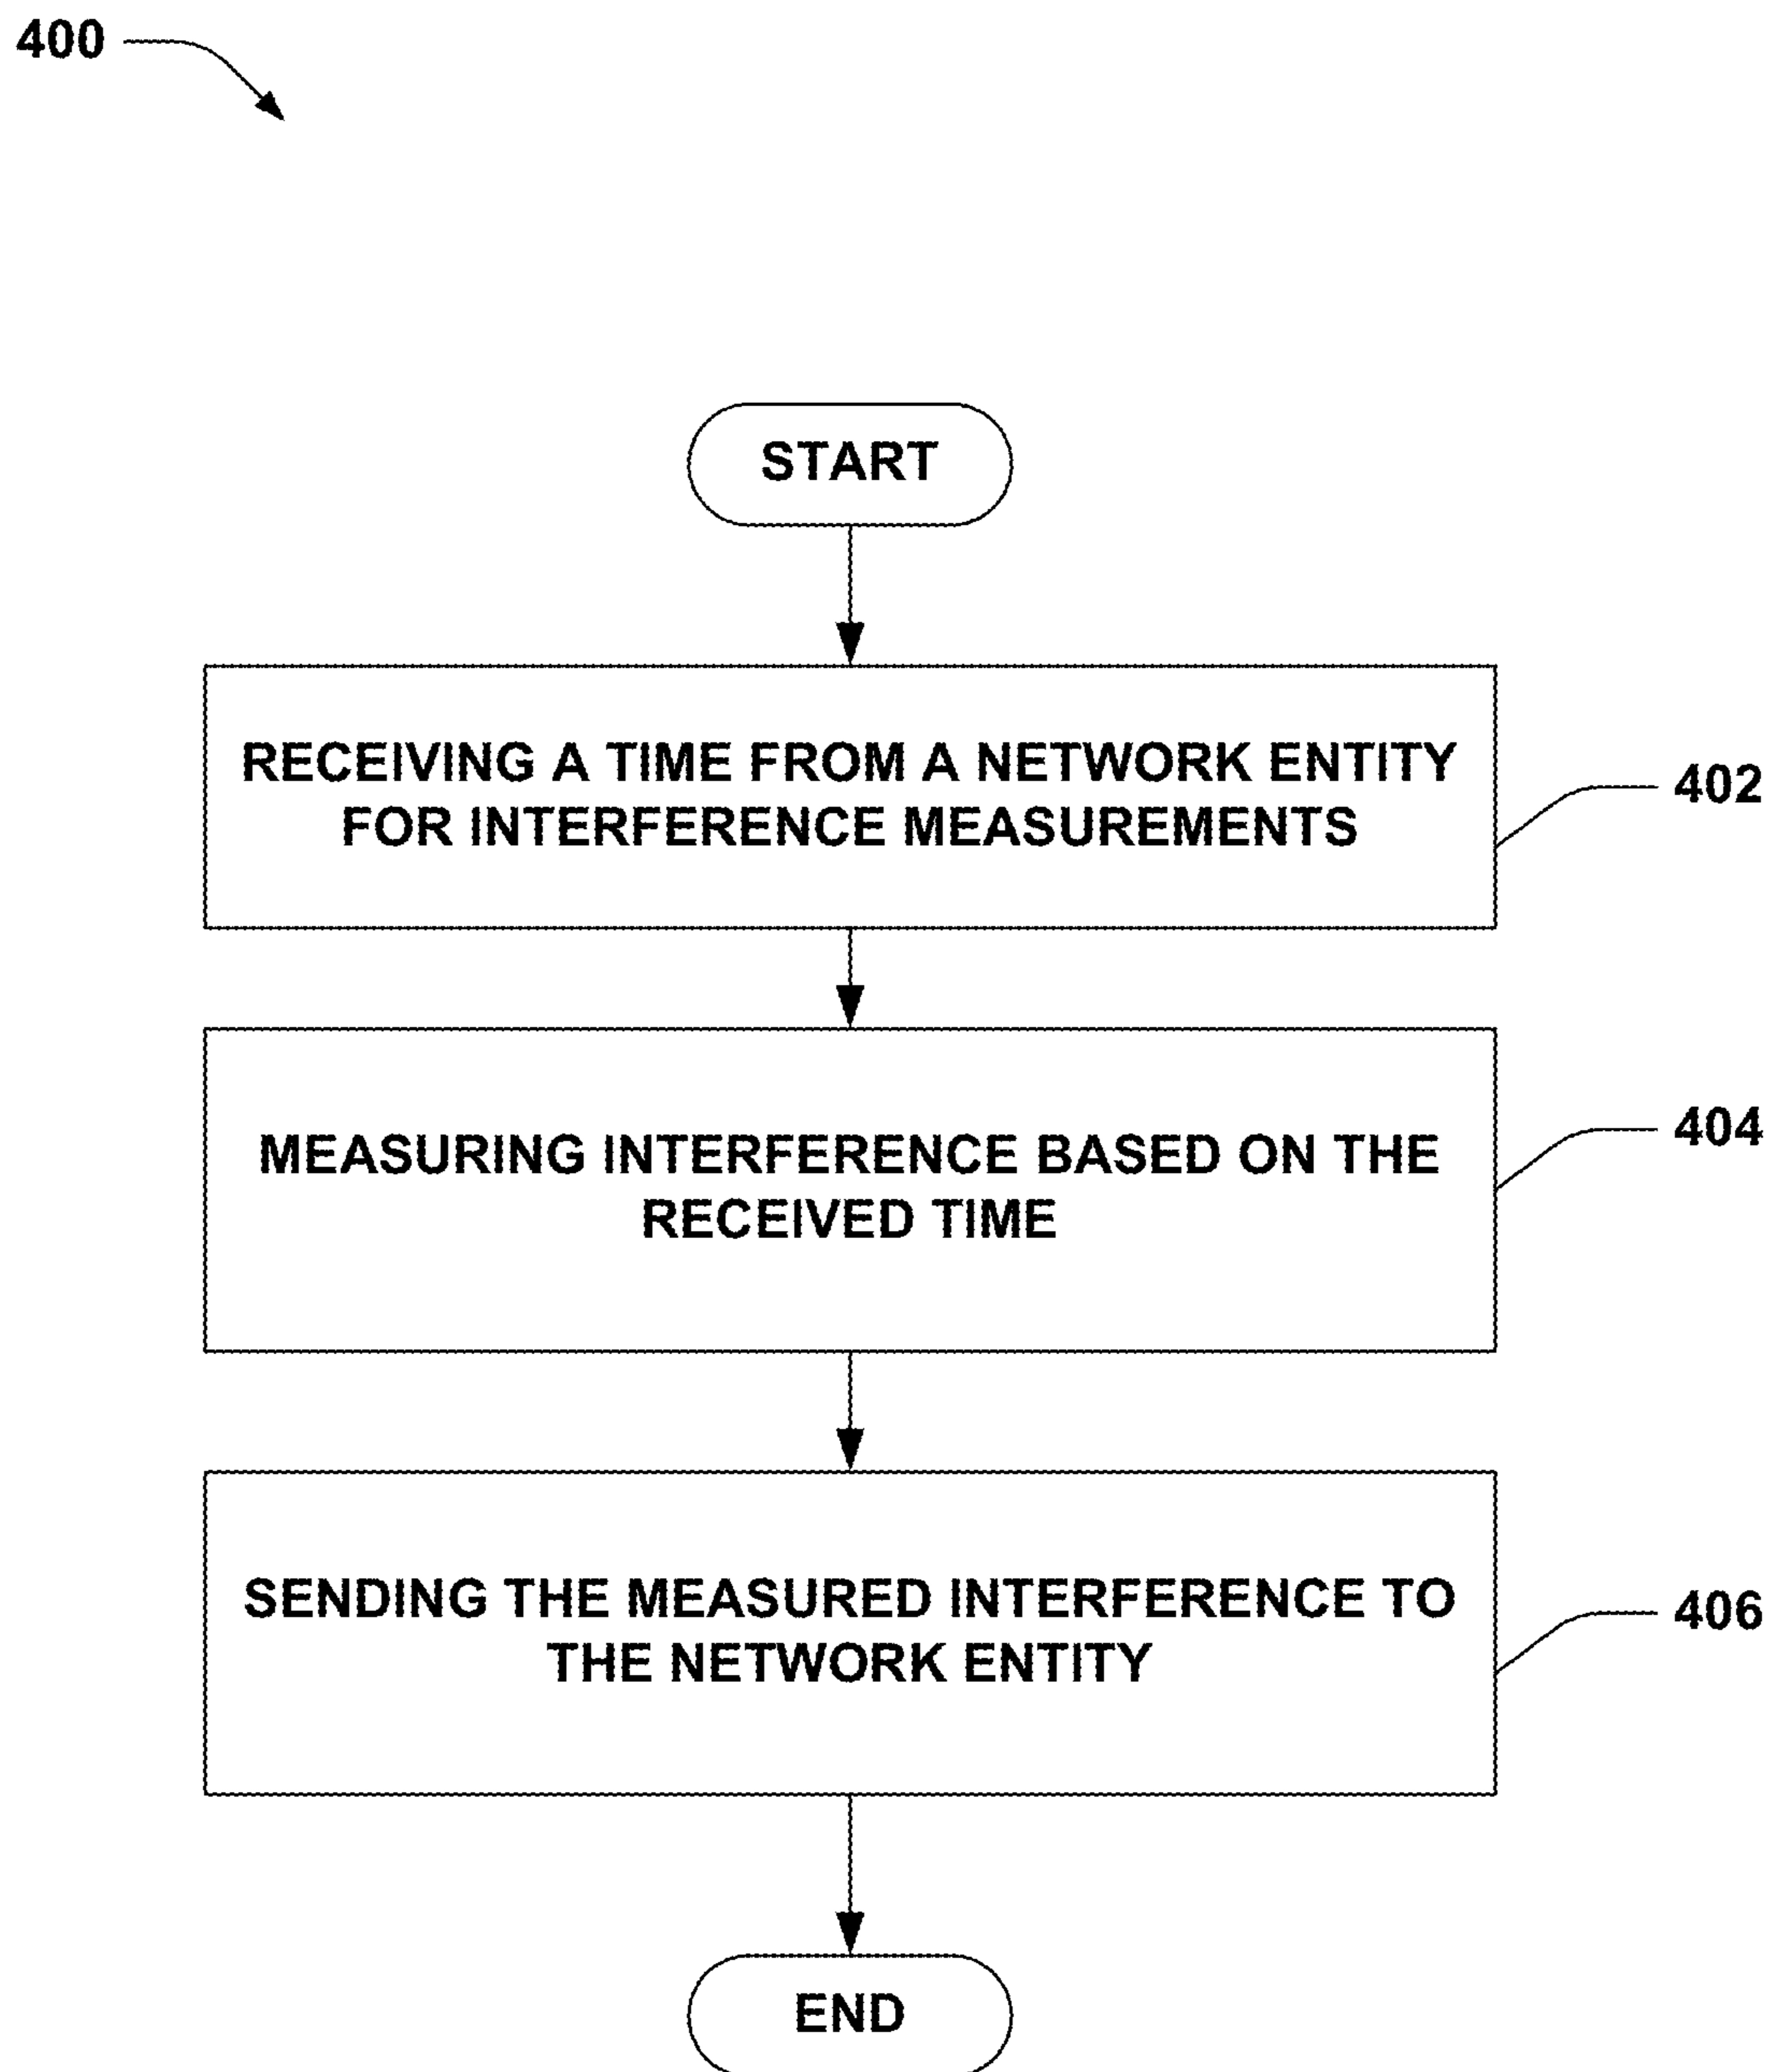 400
START
RECEIVING A TIME FROM A NETWORK ENTITY
FOR INTERFERENCE MEASUREMENTS
402
MEASURING INTERFERENCE BASED ON THE
RECEIVED TIME
404
SENDING THE MEASURED INTERFERENCE TO
THE NETWORK ENTITY
406
END